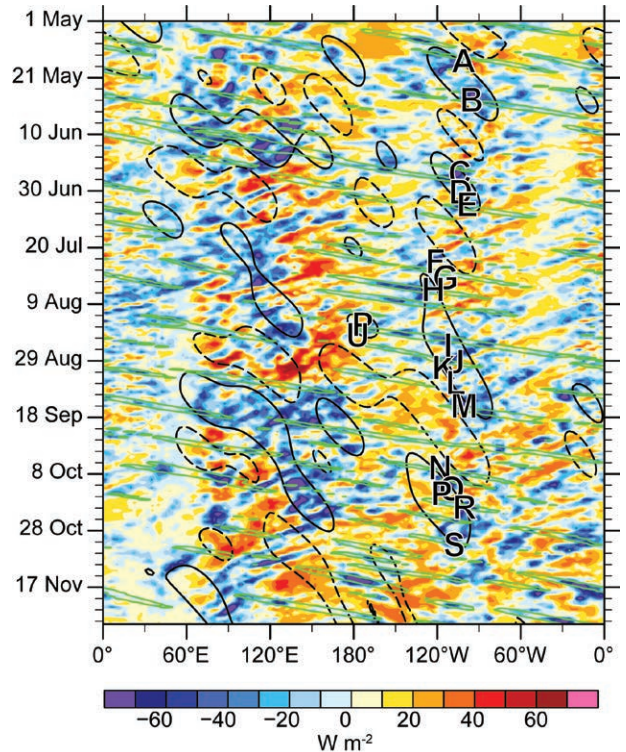 1 May
A
21 May
B
10 Jun
C
D
30 Jun
E
20 Jul
F
G
H
9 Aug
P
U
I
J
29 Aug
K
L
M
18 Sep
N
8 Oct
O
P
R
28 Oct
S
17 Nov
0° 60°E 120°E 180° 120°W 60°W 0°
−60 −40 −20 0 20 40 60
W m⁻²